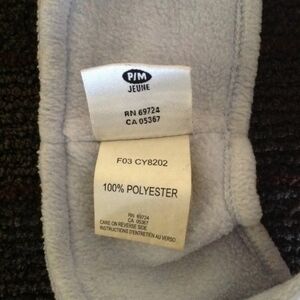 P/M
JEUNE
RN 69724
CA 05367
F03 CY8202
100% POLYESTER
RN 69724
CA 05367
CARE ON REVERSE SIDE
INSTRUCTIONS D'ENTRETIEN AU VERSO